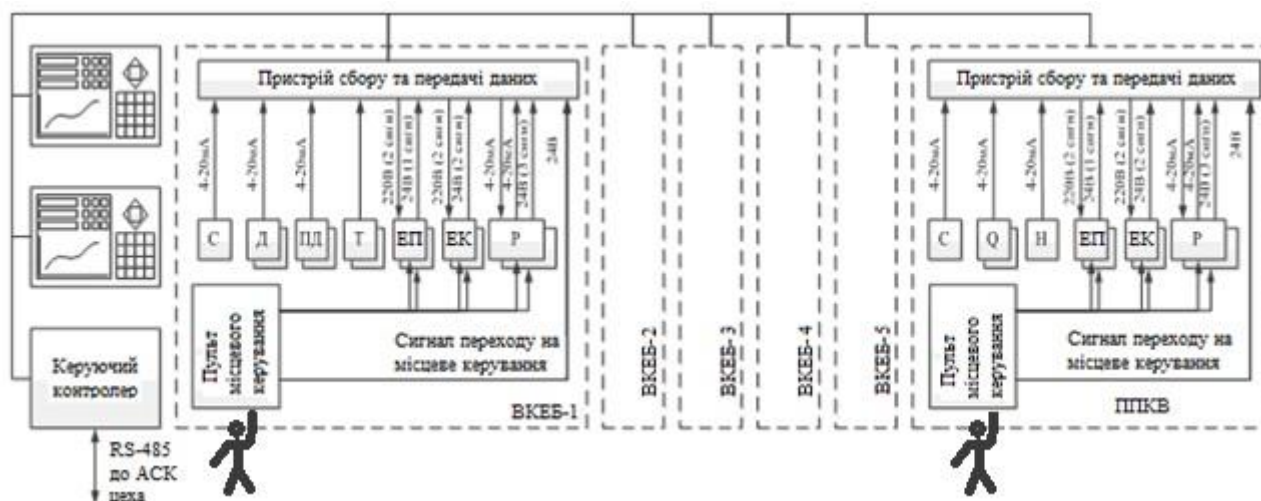 Пристрій сбору та передачі даних
4-20мА
4-20мА
4-20мА
220В (2 сигн)
24В (1 сигн)
220В (2 сигн)
24В (2 сигн)
4-20мА
4-20мА
24В (3 сигн)
24В
С
Д
ПД
Т
ЕП
ЕК
Р
Пульт
місцевого
керування
Сигнал переходу на
місцеве керування
ВКЕБ-1
ВКЕБ-2
ВКЕБ-3
ВКЕБ-4
ВКЕБ-5
Пристрій сбору та передачі даних
4-20мА
4-20мА
4-20мА
220В (2 сигн)
24В (1 сигн)
220В (2 сигн)
24В (2 сигн)
4-20мА
4-20мА
24В (3 сигн)
24В
С
Q
Н
ЕП
ЕК
Р
Пульт
місцевого
керування
Сигнал переходу на
місцеве керування
ППКВ
Керуючий
контролер
RS-485
до АСК
цеха